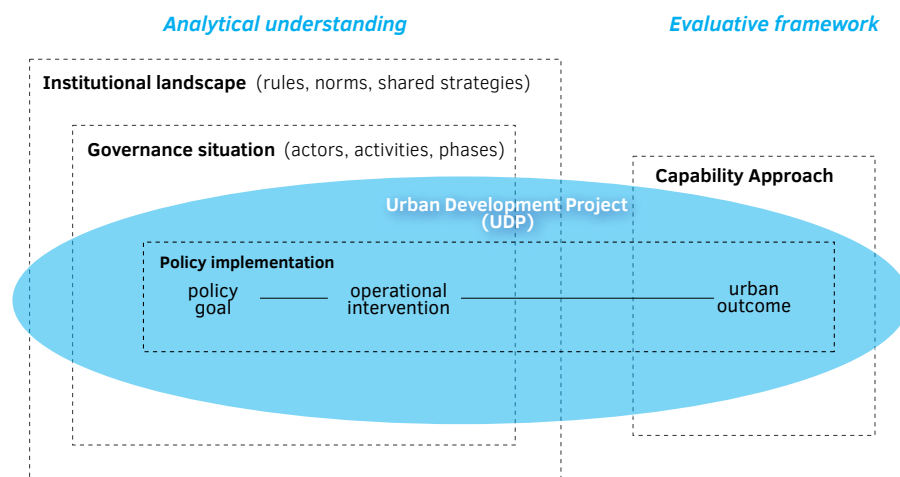 Analytical understanding
Evaluative framework
Institutional landscape (rules, norms, shared strategies)
Governance situation (actors, activities, phases)
Capability Approach
Urban Development Project
(UDP)
Policy implementation
policy
goal
operational
intervention
urban
outcome